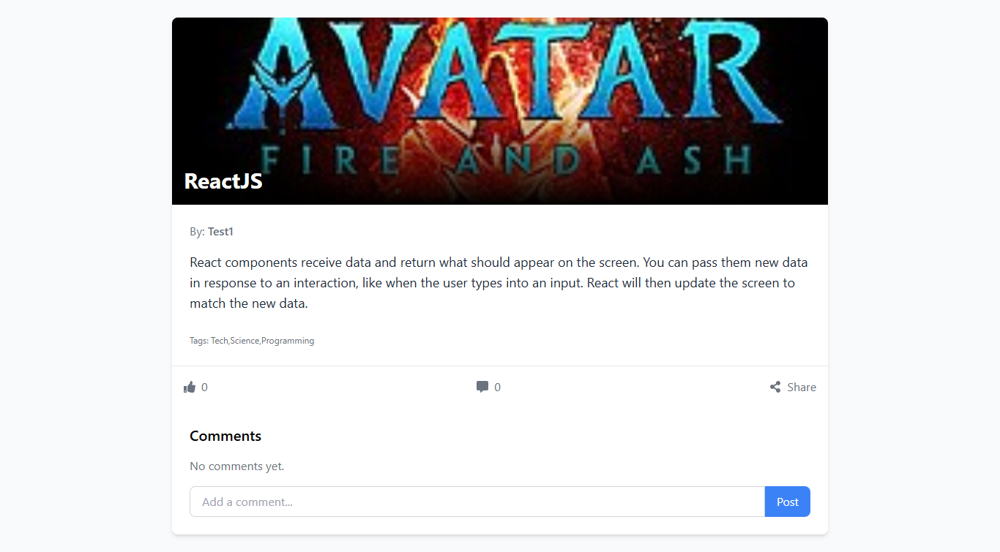 AVATAR
FIRE AND ASH
ReactJS
By: Test1
React components receive data and return what should appear on the screen. You can pass them new data
in response to an interaction, like when the user types into an input. React will then update the screen to
match the new data.
Tags: Tech,Science,Programming
0 0 Share
Comments
No comments yet.
Add a comment... Post